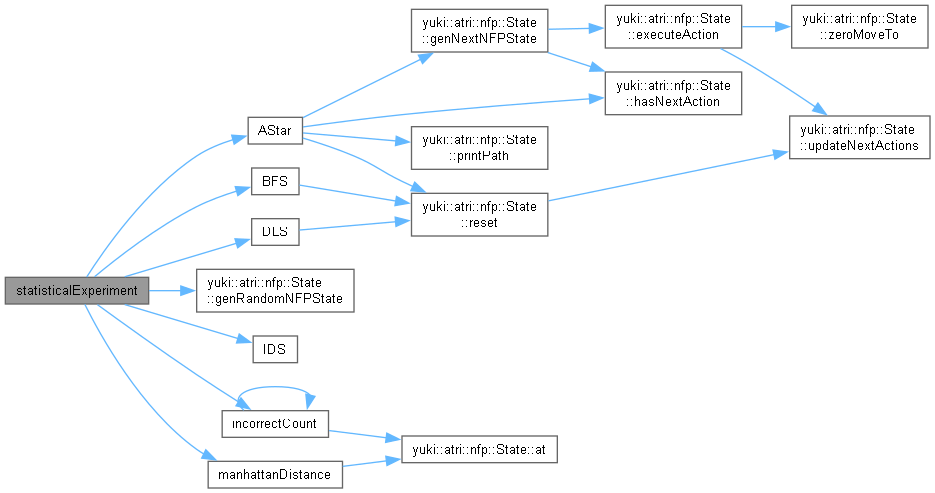 yuki::atri::nfp::State
::genNextNFPState
yuki::atri::nfp::State
::executeAction
yuki::atri::nfp::State
::zeroMoveTo
yuki::atri::nfp::State
::hasNextAction
AStar
yuki::atri::nfp::State
::printPath
yuki::atri::nfp::State
::updateNextActions
BFS
yuki::atri::nfp::State
::reset
DLS
statisticalExperiment
yuki::atri::nfp::State
::genRandomNFPState
IDS
incorrectCount
yuki::atri::nfp::State::at
manhattanDistance